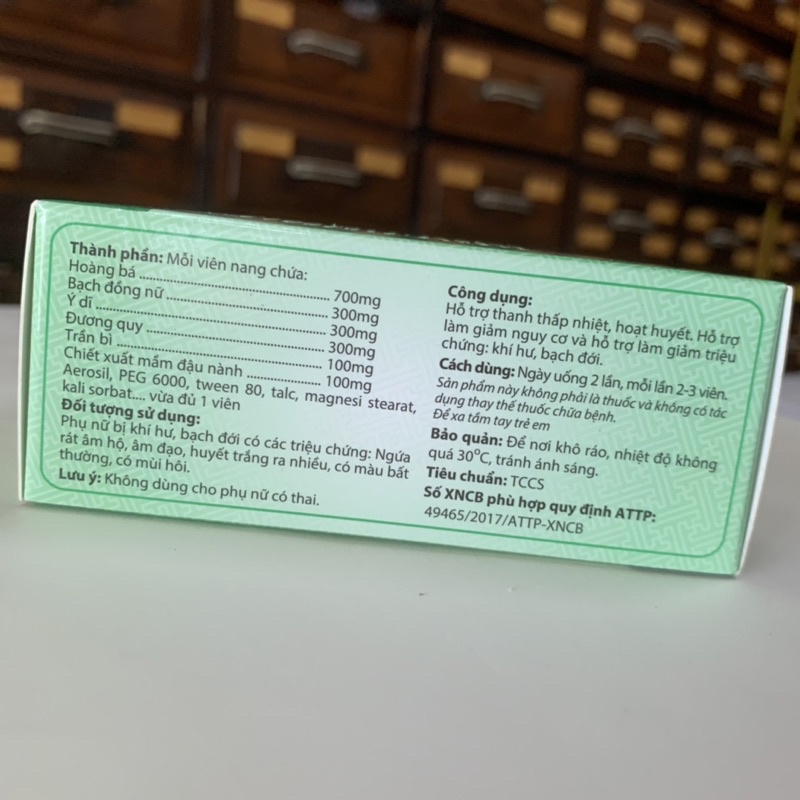 Thành phần: Mỗi viên nang chứa:
Hoàng bá ........................ 700mg
Bạch đồng nữ ........................ 300mg
Ý dĩ ........................ 300mg
Đương quy ........................ 300mg
Trần bì ........................ 100mg
Chiết xuất mầm đậu nành ........................ 100mg
Aerosil, PEG 6000, tween 80, talc, magnesi stearat,
kali sorbat.... vừa đủ 1 viên
Đối tượng sử dụng:
Phụ nữ bị khí hư, bạch đới có các triệu chứng: Ngứa
rát âm hộ, âm đạo, huyết trắng ra nhiều, có màu bất
thường, có mùi hôi.
Lưu ý: Không dùng cho phụ nữ có thai.
Công dụng:
Hỗ trợ thanh thấp nhiệt, hoạt huyết. Hỗ trợ
làm giảm nguy cơ và hỗ trợ làm giảm triệu
chứng: khí hư, bạch đới.
Cách dùng: Ngày uống 2 lần, mỗi lần 2-3 viên.
Sản phẩm này không phải là thuốc và không có tác
dụng thay thế thuốc chữa bệnh.
Để xa tầm tay trẻ em
Bảo quản: Để nơi khô ráo, nhiệt độ không
quá 30°C, tránh ánh sáng.
Tiêu chuẩn: TCCS
Số XNCB phù hợp quy định ATTP:
49465/2017/ATTP-XNCB